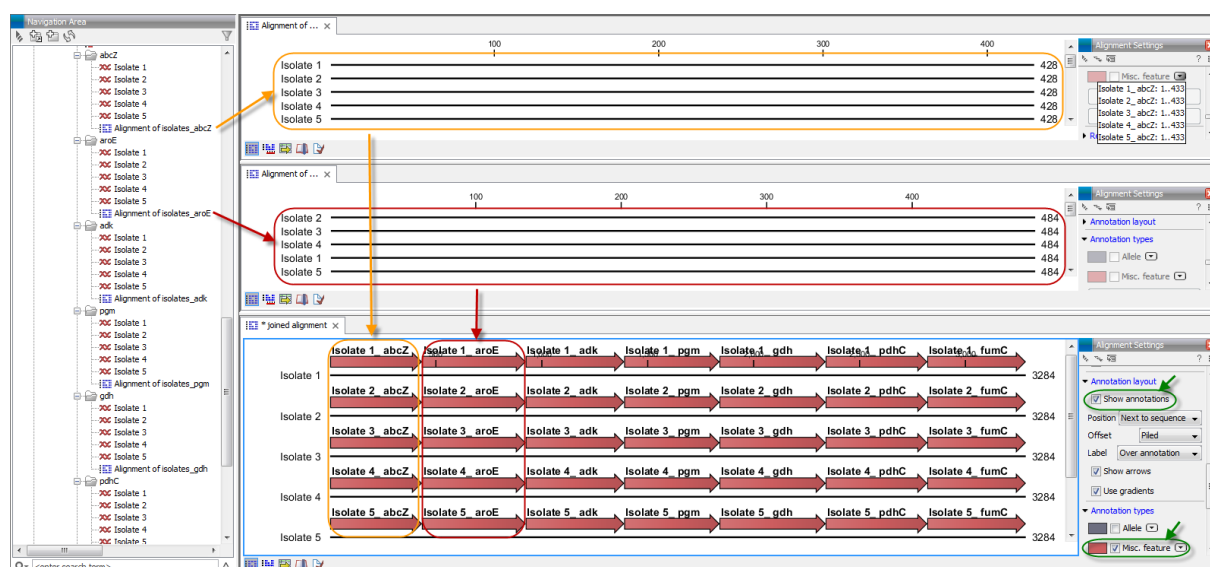 Navigation Area
abcZ
Isolate 1
Isolate 2
Isolate 3
Isolate 4
Isolate 5
Alignment of isolates_abcZ
aroE
Isolate 1
Isolate 2
Isolate 3
Isolate 4
Isolate 5
Alignment of isolates_aroE
adk
Isolate 1
Isolate 2
Isolate 3
Isolate 4
Isolate 5
Alignment of isolates_adk
pgm
Isolate 1
Isolate 2
Isolate 3
Isolate 4
Isolate 5
Alignment of isolates_pgm
gdh
Isolate 1
Isolate 2
Isolate 3
Isolate 4
Isolate 5
Alignment of isolates_gdh
pdhC
Isolate 1
Isolate 2
Isolate 3
Isolate 4
Isolate 5
<enter search term>
Alignment of ...
100 200 300 400
Isolate 1 428
Isolate 2 428
Isolate 3 428
Isolate 4 428
Isolate 5 428
Alignment Settings
Misc. feature
Isolate 1_ abcZ: 1..433
Isolate 2_ abcZ: 1..433
Isolate 3_ abcZ: 1..433
Isolate 4_ abcZ: 1..433
Isolate 5_ abcZ: 1..433
Alignment of ...
100 200 300 400
Isolate 2 484
Isolate 3 484
Isolate 4 484
Isolate 1 484
Isolate 5 484
Alignment Settings
Annotation layout
Annotation types
Allele
Misc. feature
* joined alignment
Isolate 1_ abcZ Isolate 1_ aroE Isolate 1_ adk Isolate 1_ pgm Isolate 1_ gdh Isolate 1_ pdhC Isolate 1_ fumC
Isolate 1 3284
Isolate 2_ abcZ Isolate 2_ aroE Isolate 2_ adk Isolate 2_ pgm Isolate 2_ gdh Isolate 2_ pdhC Isolate 2_ fumC
Isolate 2 3284
Isolate 3_ abcZ Isolate 3_ aroE Isolate 3_ adk Isolate 3_ pgm Isolate 3_ gdh Isolate 3_ pdhC Isolate 3_ fumC
Isolate 3 3284
Isolate 4_ abcZ Isolate 4_ aroE Isolate 4_ adk Isolate 4_ pgm Isolate 4_ gdh Isolate 4_ pdhC Isolate 4_ fumC
Isolate 4 3284
Isolate 5_ abcZ Isolate 5_ aroE Isolate 5_ adk Isolate 5_ pgm Isolate 5_ gdh Isolate 5_ pdhC Isolate 5_ fumC
Isolate 5 3284
Alignment Settings
Annotation layout
Show annotations
Position Next to sequence
Offset Piled
Label Over annotation
Show arrows
Use gradients
Annotation types
Allele
Misc. feature